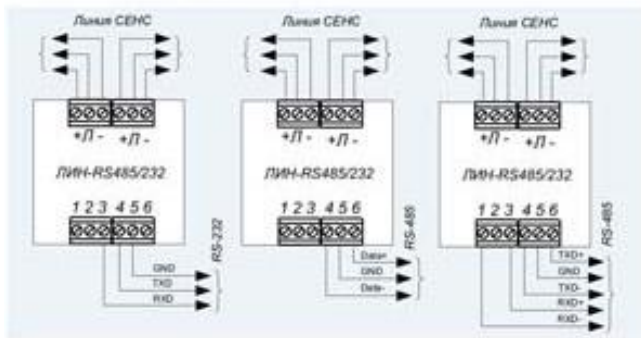 Линия СЕНС
Линия СЕНС
Линия СЕНС
+Л - +Л -
+Л - +Л -
+Л - +Л -
ЛИН-RS485/232
ЛИН-RS485/232
ЛИН-RS485/232
1 2 3 4 5 6
1 2 3 4 5 6
1 2 3 4 5 6
GND
TXD
RXD
RS-232
Data+
GND
Data-
RS-485
TXD+
GND
TXD-
RXD+
RXD-
RS-485